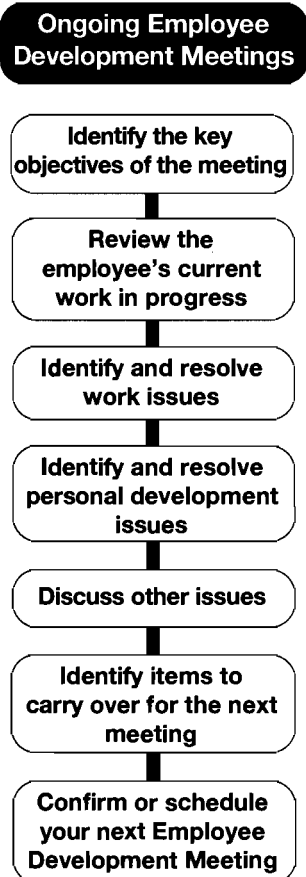 Ongoing Employee
Development Meetings
Identify the key
objectives of the meeting
Review the
employee's current
work in progress
Identify and resolve
work issues
Identify and resolve
personal development
issues
Discuss other issues
Identify items to
carry over for the next
meeting
Confirm or schedule
your next Employee
Development Meeting